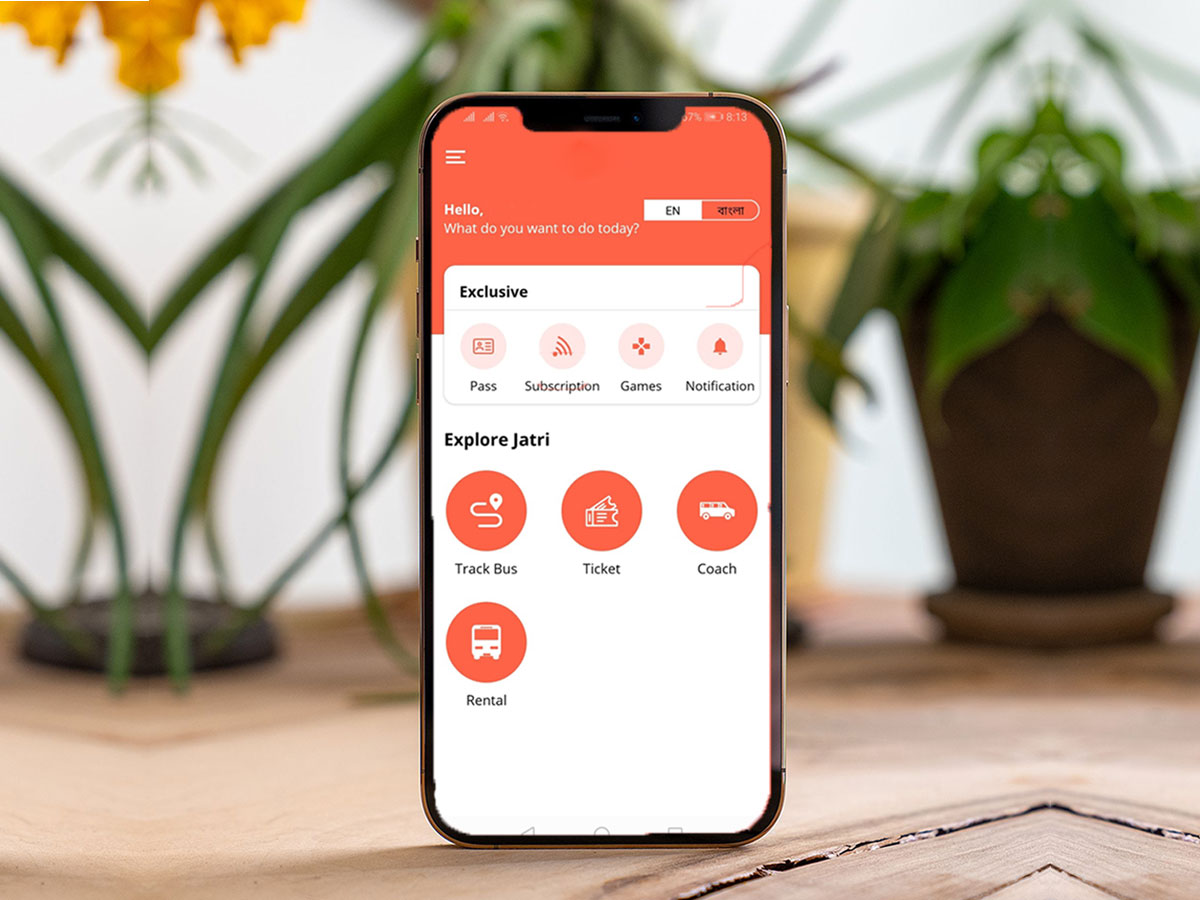 67% 8:13
Hello,
EN বাংলা
What do you want to do today?
Exclusive
Pass Subscription Games Notification
Explore Jatri
Track Bus Ticket Coach
Rental